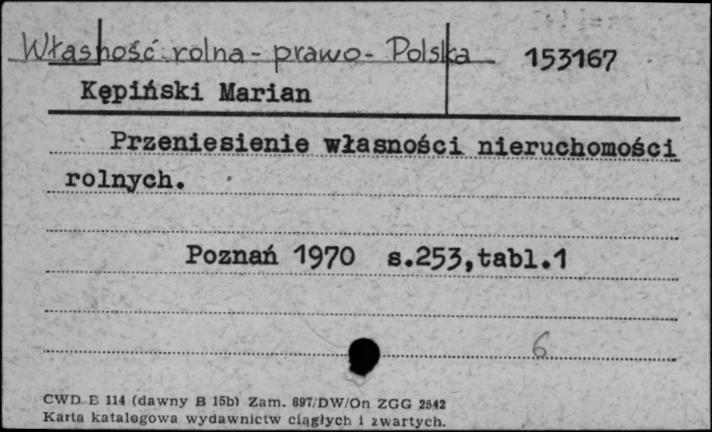 Własność rolna - prawo - Polska 153167
Kępiński Marian
Przeniesienie własności nieruchomości
rolnych.
Poznań 1970 s.253,tabl.1
6
CWD E 114 (dawny B 15b) Zam. 897/DW/On ZGG 2542
Karta katalogowa wydawnictw ciągłych i zwartych.